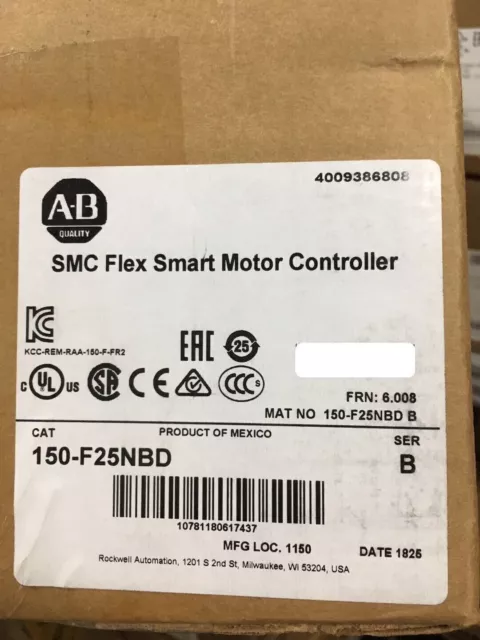 4009386808
A-B
QUALITY
SMC Flex Smart Motor Controller
KCC-REM-RAA-150-F-FR2
EAC
25
C UL US
SA
CE
CCC S
FRN: 6.008
MAT NO 150-F25NBD B
CAT
PRODUCT OF MEXICO
SER
150-F25NBD
B
10781180617437
MFG LOC. 1150
DATE 1825
Rockwell Automation, 1201 S 2nd St, Milwaukee, Wi 53204, USA